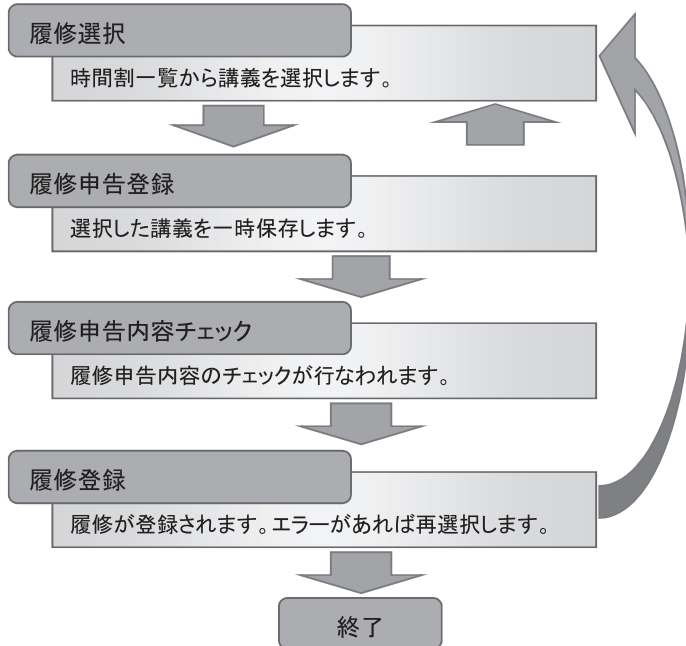 履修選択
時間割一覧から講義を選択します。
履修申告登録
選択した講義を一時保存します。
履修申告内容チェック
履修申告内容のチェックが行なわれます。
履修登録
履修が登録されます。エラーがあれば再選択します。
終了